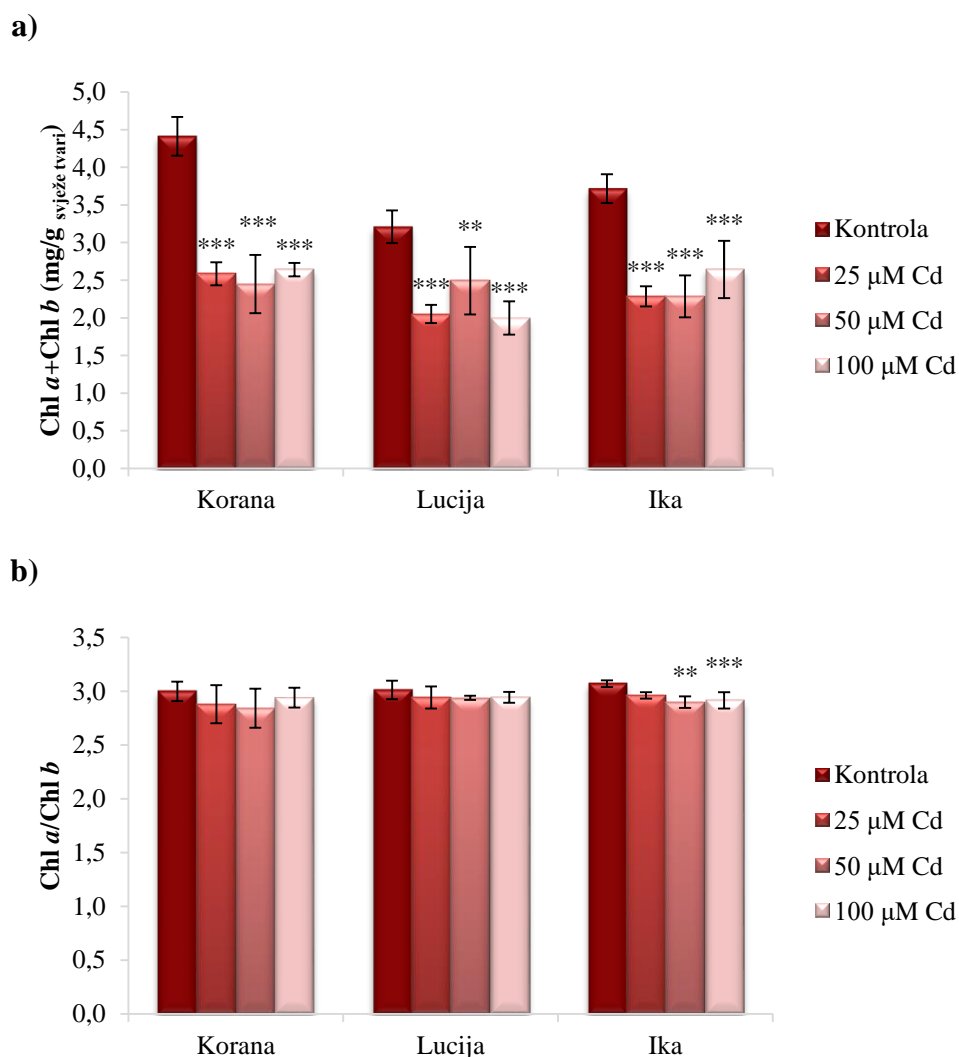 a)
Chl a+Chl b (mg/g svježe tvari)
5,0
4,5
4,0
3,5
3,0
2,5
2,0
1,5
1,0
0,5
0,0
***
***
***
***
**
***
***
***
***
Korana
Lucija
Ika
Kontrola
25 μM Cd
50 μM Cd
100 μM Cd
b)
Chl a/Chl b
3,5
3,0
2,5
2,0
1,5
1,0
0,5
0,0
**
***
Korana
Lucija
Ika
Kontrola
25 μM Cd
50 μM Cd
100 μM Cd